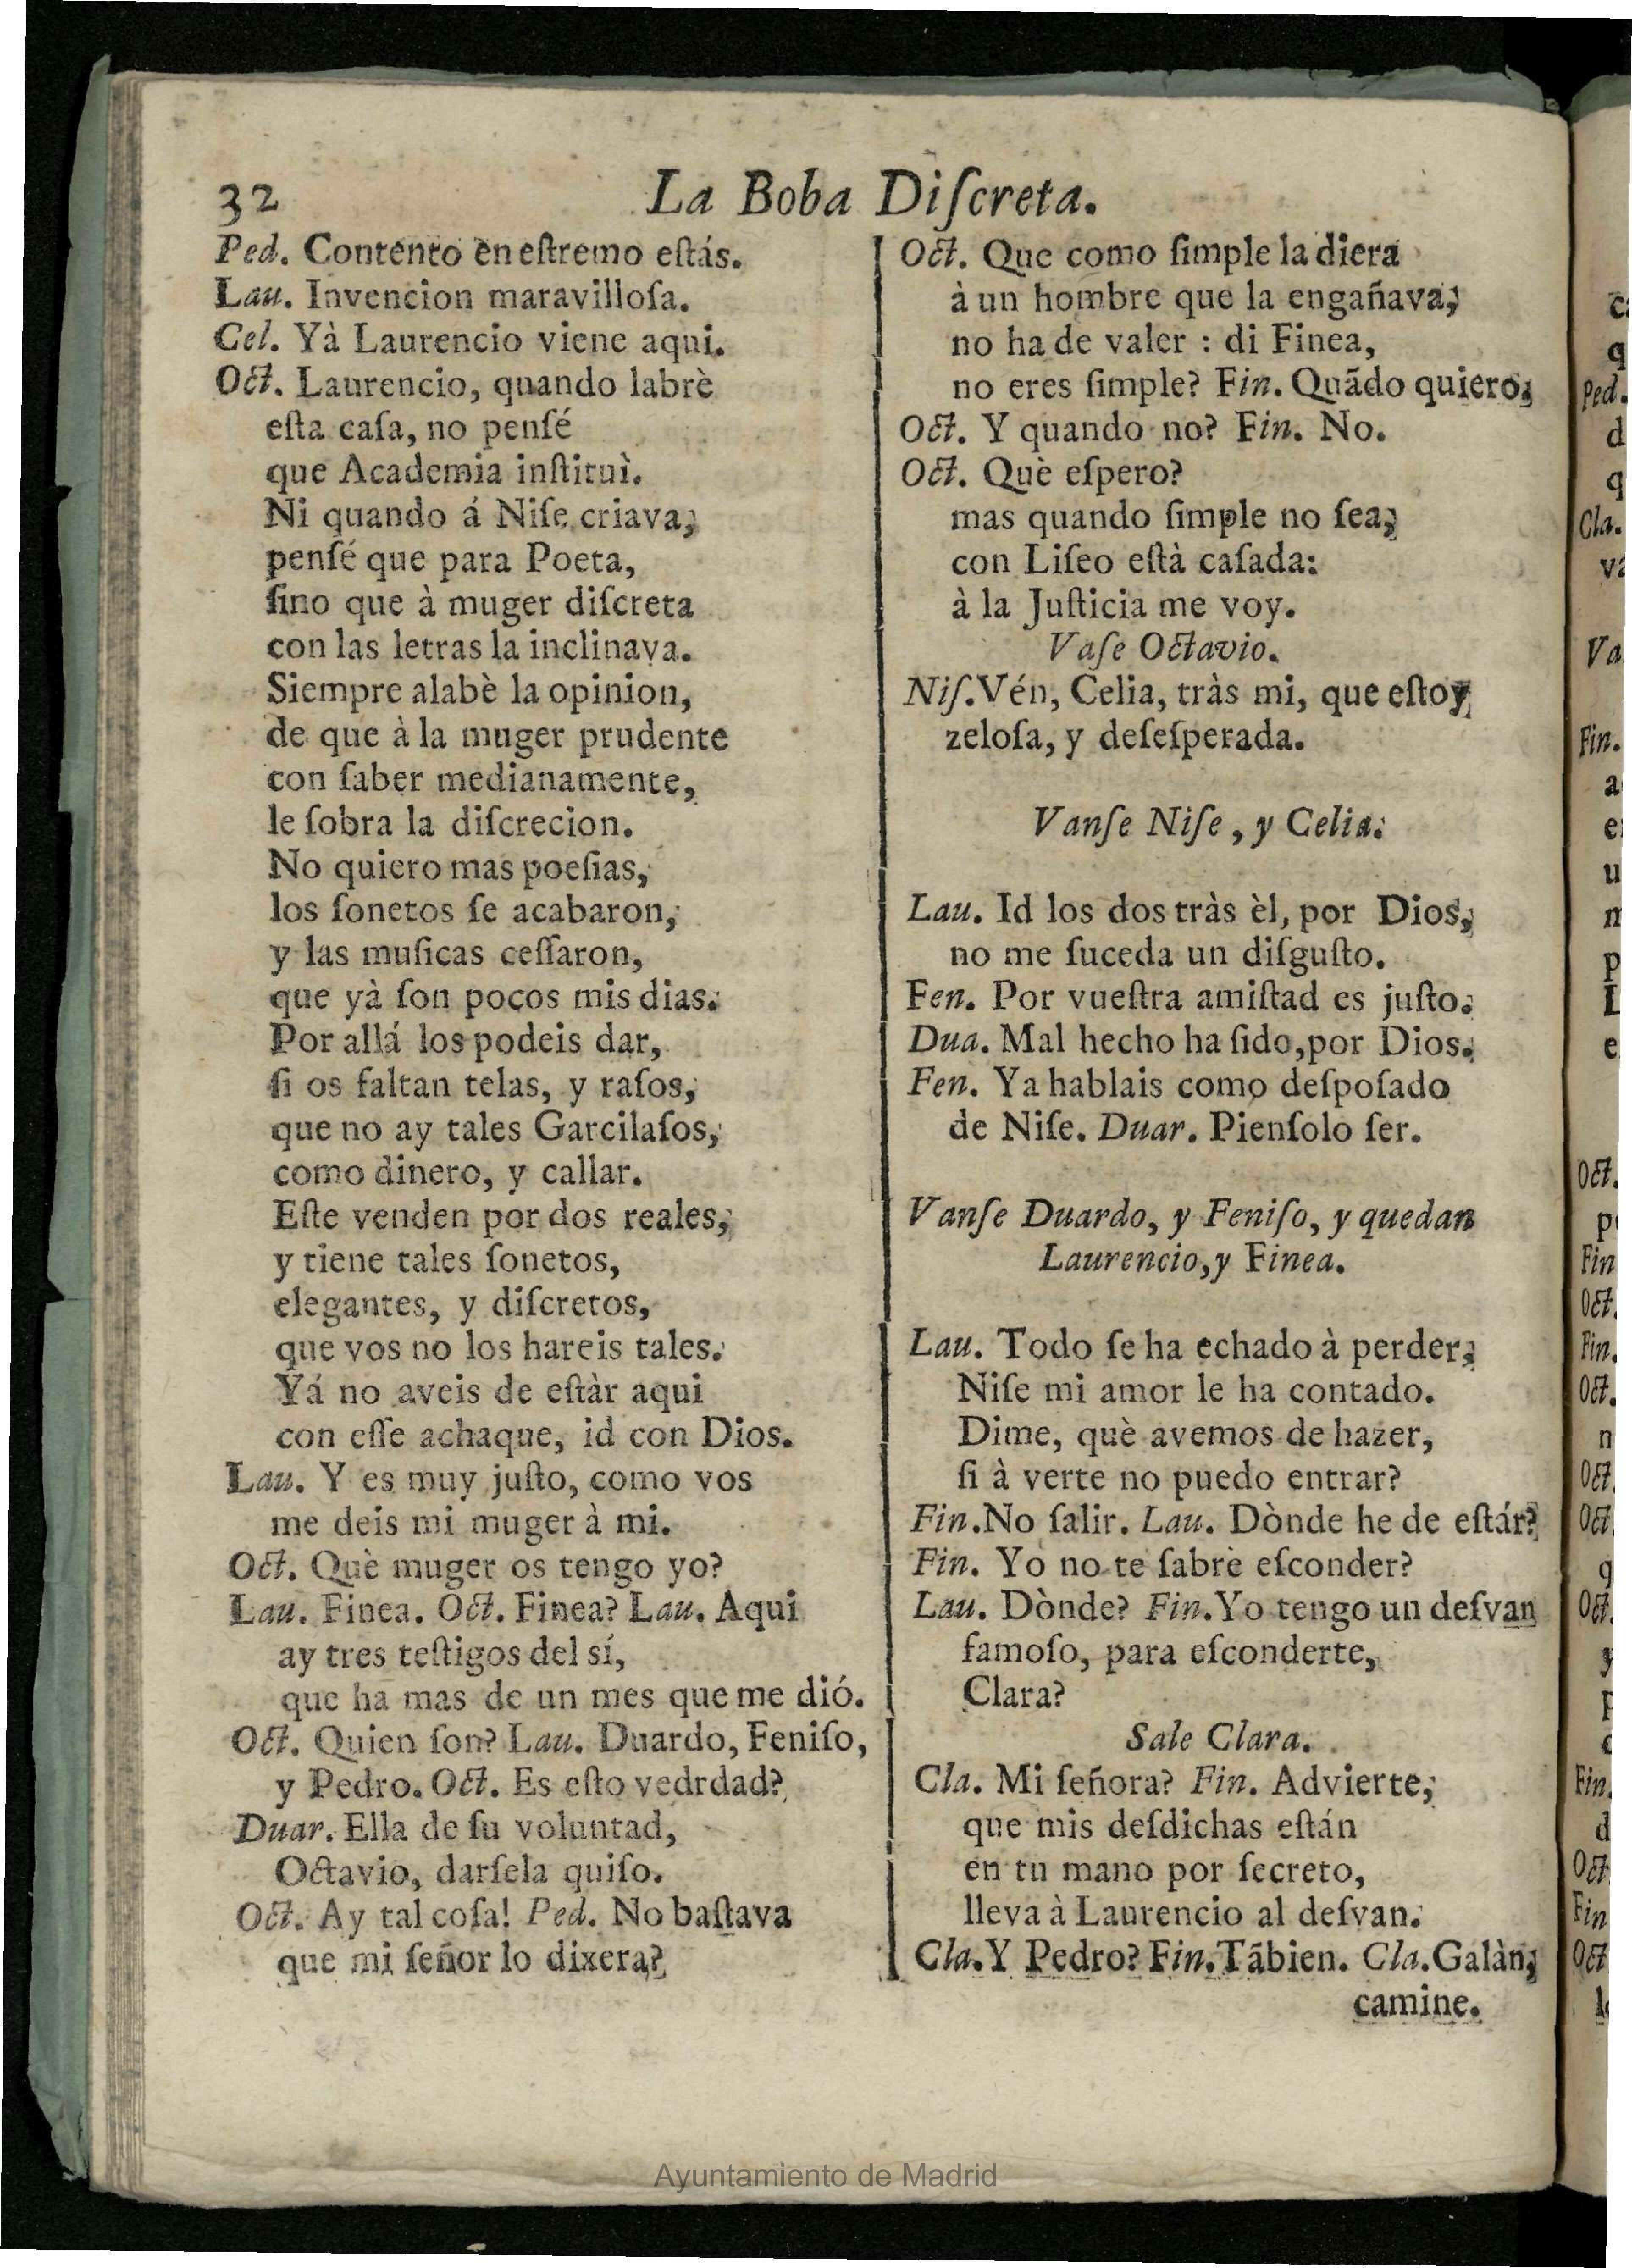 32
La Boba Diſcreta.
Ped. Contento èn eſtremo eſtás.
Lau. Invencion maravilloſa.
Cel. Yà Laurencio viene aqui.
Oct. Laurencio, quando labrè
eſta caſa, no penſé
que Academia inſtituì.
Ni quando á Niſe criava,
penſé que para Poeta,
ſino que à muger diſcreta
con las letras la inclinava.
Siempre alabè la opinion,
de que à la muger prudente
con ſaber medianamente,
le ſobra la diſcrecion.
No quiero mas poeſias,
los ſonetos ſe acabaron,
y las muſicas ceſſaron,
que yà ſon pocos mis dias.
Por allá los podeis dar,
ſi os faltan telas, y raſos,
que no ay tales Garcilaſos,
como dinero, y callar.
Eſte venden por dos reales,
y tiene tales ſonetos,
elegantes, y diſcretos,
que vos no los hareis tales.
Yá no aveis de eſtàr aqui
con eſſe achaque, id con Dios.
Lau. Y es muy juſto, como vos
me deis mi muger à mi.
Oct. Què muger os tengo yo?
Lau. Finea. Oct. Finea? Lau. Aqui
ay tres teſtigos del sí,
que ha mas de un mes que me dió.
Oct. Quien ſon? Lau. Duardo, Feniſo,
y Pedro. Oct. Es eſto vedrdad?
Duar. Ella de ſu voluntad,
Octavio, darſela quiſo.
Oct. Ay tal coſa! Ped. No baſtava
que mi ſeñor lo dixera?
Oct. Que como ſimple la diera
à un hombre que la engañava,
no ha de valer : di Finea,
no eres ſimple? Fin. Quãdo quiero,
Oct. Y quando no? Fin. No.
Oct. Què eſpero?
mas quando ſimple no ſea,
con Liſeo eſtà caſada:
à la Juſticia me voy.
Vaſe Octavio.
Niſ. Vén, Celia, tràs mi, que eſtoy
zeloſa, y deſeſperada.
Vanſe Niſe, y Celia.
Lau. Id los dos tràs èl, por Dios,
no me ſuceda un diſguſto.
Fen. Por vueſtra amiſtad es juſto.
Dua. Mal hecho ha ſido, por Dios.
Fen. Ya hablais como deſpoſado
de Niſe. Duar. Pienſolo ſer.
Vanſe Duardo, y Feniſo, y quedan
Laurencio, y Finea.
Lau. Todo ſe ha echado à perder,
Niſe mi amor le ha contado.
Dime, què avemos de hazer,
ſi à verte no puedo entrar?
Fin. No ſalir. Lau. Dònde he de eſtár?
Fin. Yo no te ſabrè eſconder?
Lau. Dònde? Fin. Yo tengo un deſvan
famoſo, para eſconderte,
Clara?
Sale Clara.
Cla. Mi ſeñora? Fin. Advierte,
que mis deſdichas eſtán
en tu mano por ſecreto,
lleva à Laurencio al deſvan.
Cla. Y Pedro? Fin. Tãbien. Cla. Galàn,
camine.
Ayuntamiento de Madrid